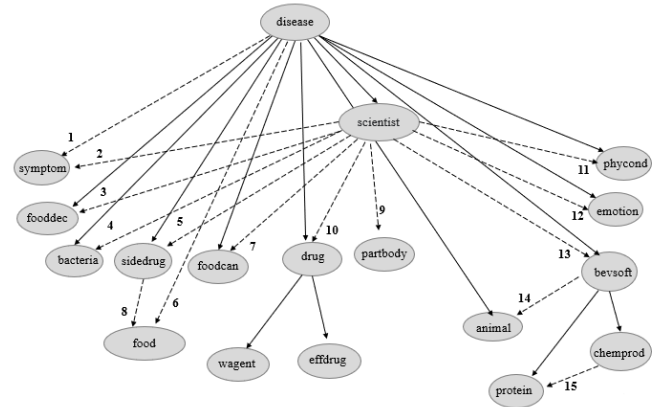 disease
scientist
1
2
symptom
11
phycond
3
fooddec
4
5
9
12
emotion
10
7
13
bacteria
sidedrug
foodcan
drug
partbody
bevsoft
8
6
14
food
animal
wagent
effdrug
chemprod
protein
15